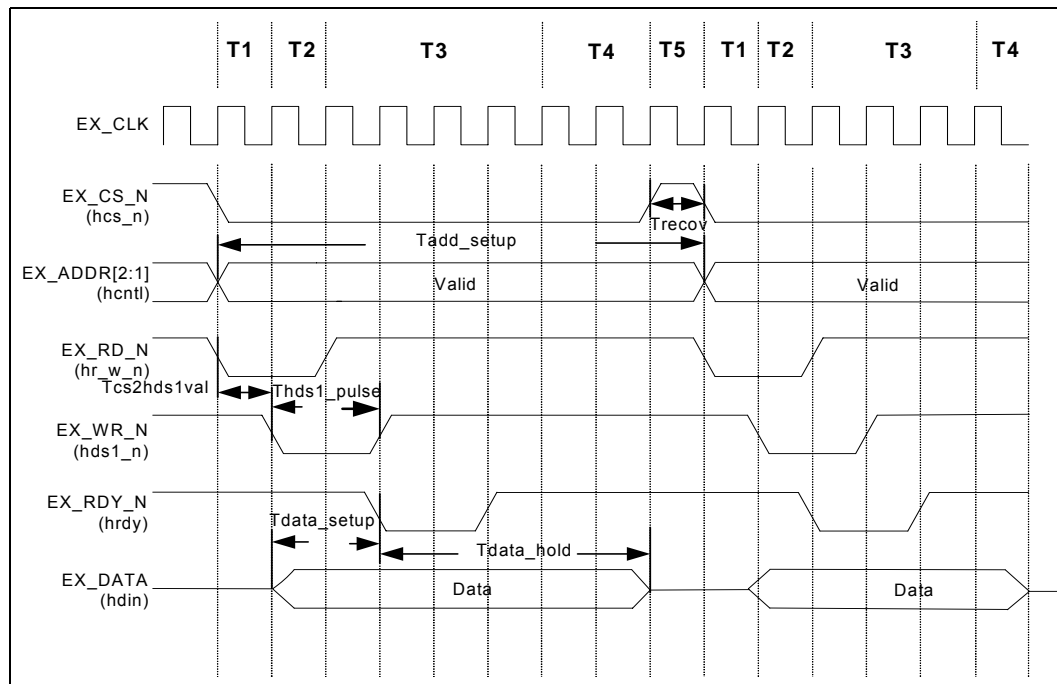 T1 T2 T3 T4 T5 T1 T2 T3 T4
EX_CLK
EX_CS_N
(hcs_n)
Trecov
Tadd_setup
EX_ADDR[2:1]
(hcntl)
Valid Valid
EX_RD_N
(hr_w_n)
Tcs2hds1val Thds1_pulse
EX_WR_N
(hds1_n)
EX_RDY_N
(hrdy)
Tdata_setup
Tdata_hold
EX_DATA
(hdin)
Data Data